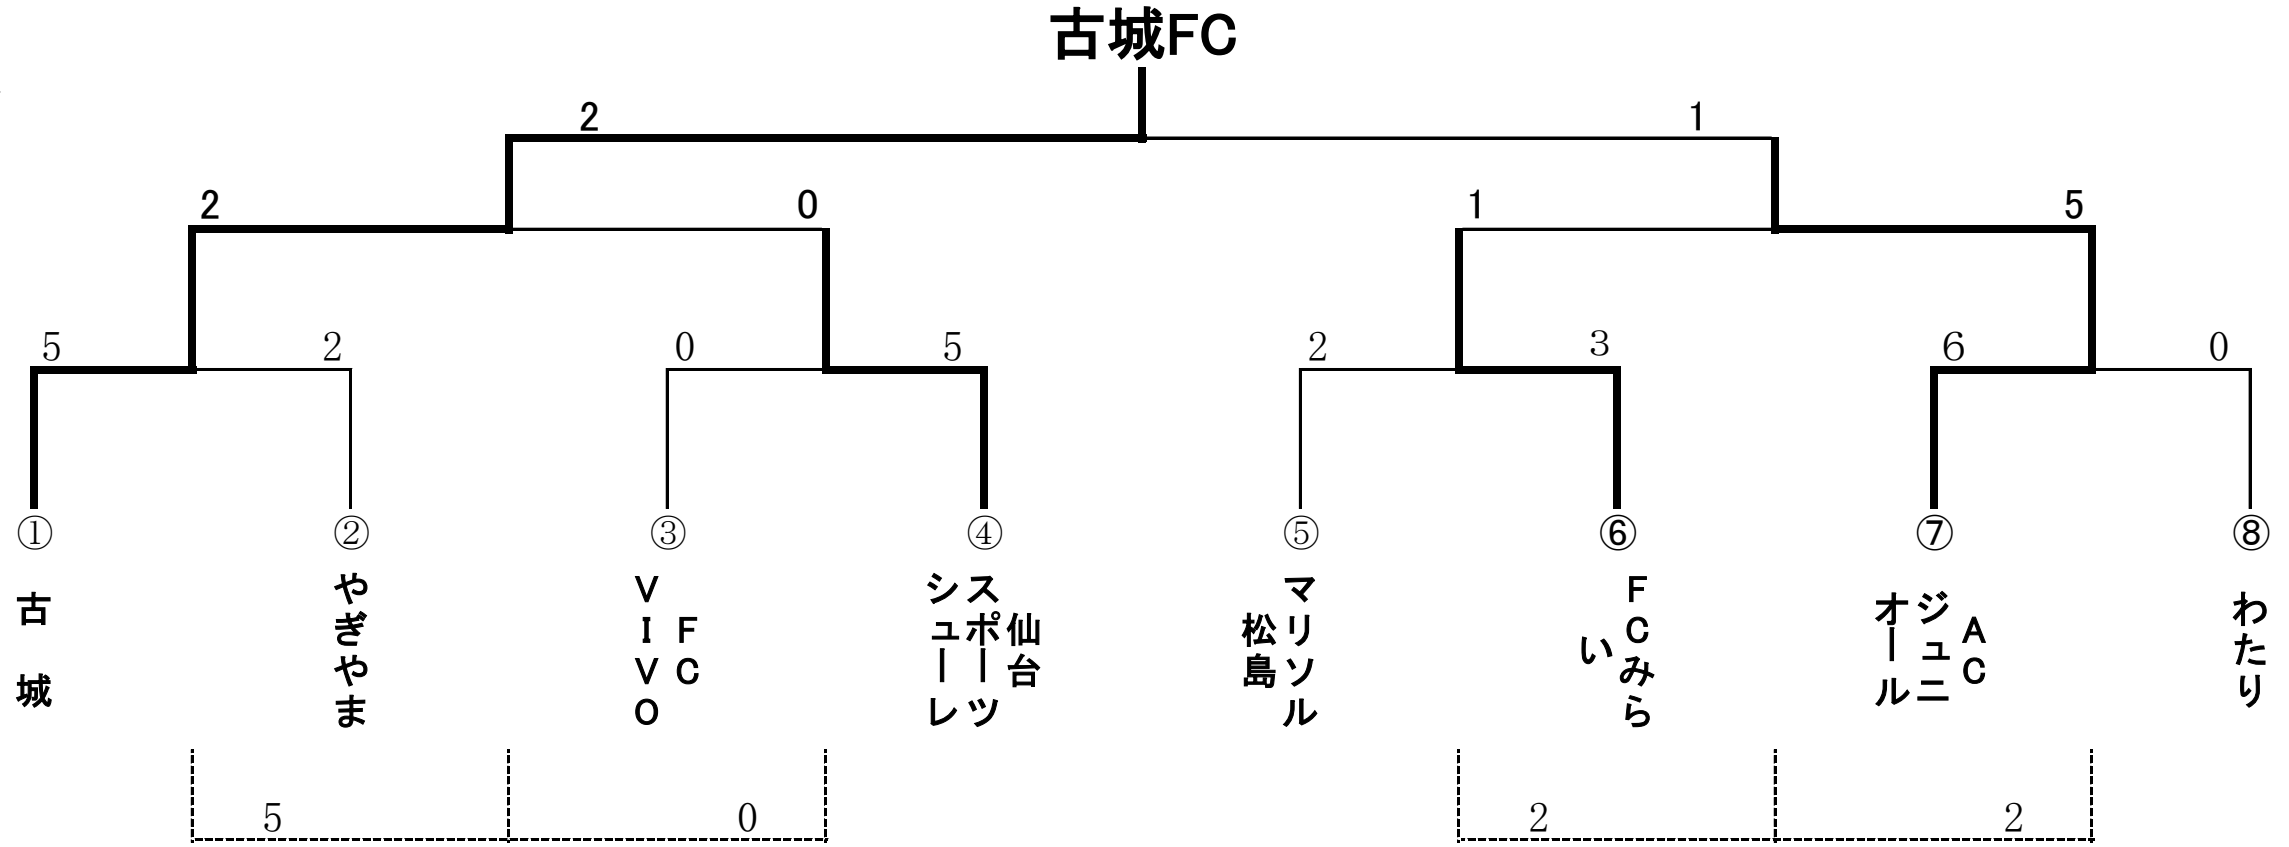 古城FC
2 1
2 0 1 5
5 2 0 5 2 3 6 0
① ② ③ ④ ⑤ ⑥ ⑦ ⑧
古城
やぎやま
FC
VIVO
仙台
スポーツ
シューレ
マリソル
松島
FCみら
い
AC
ジュニ
オール
わたり
5 0 2 2